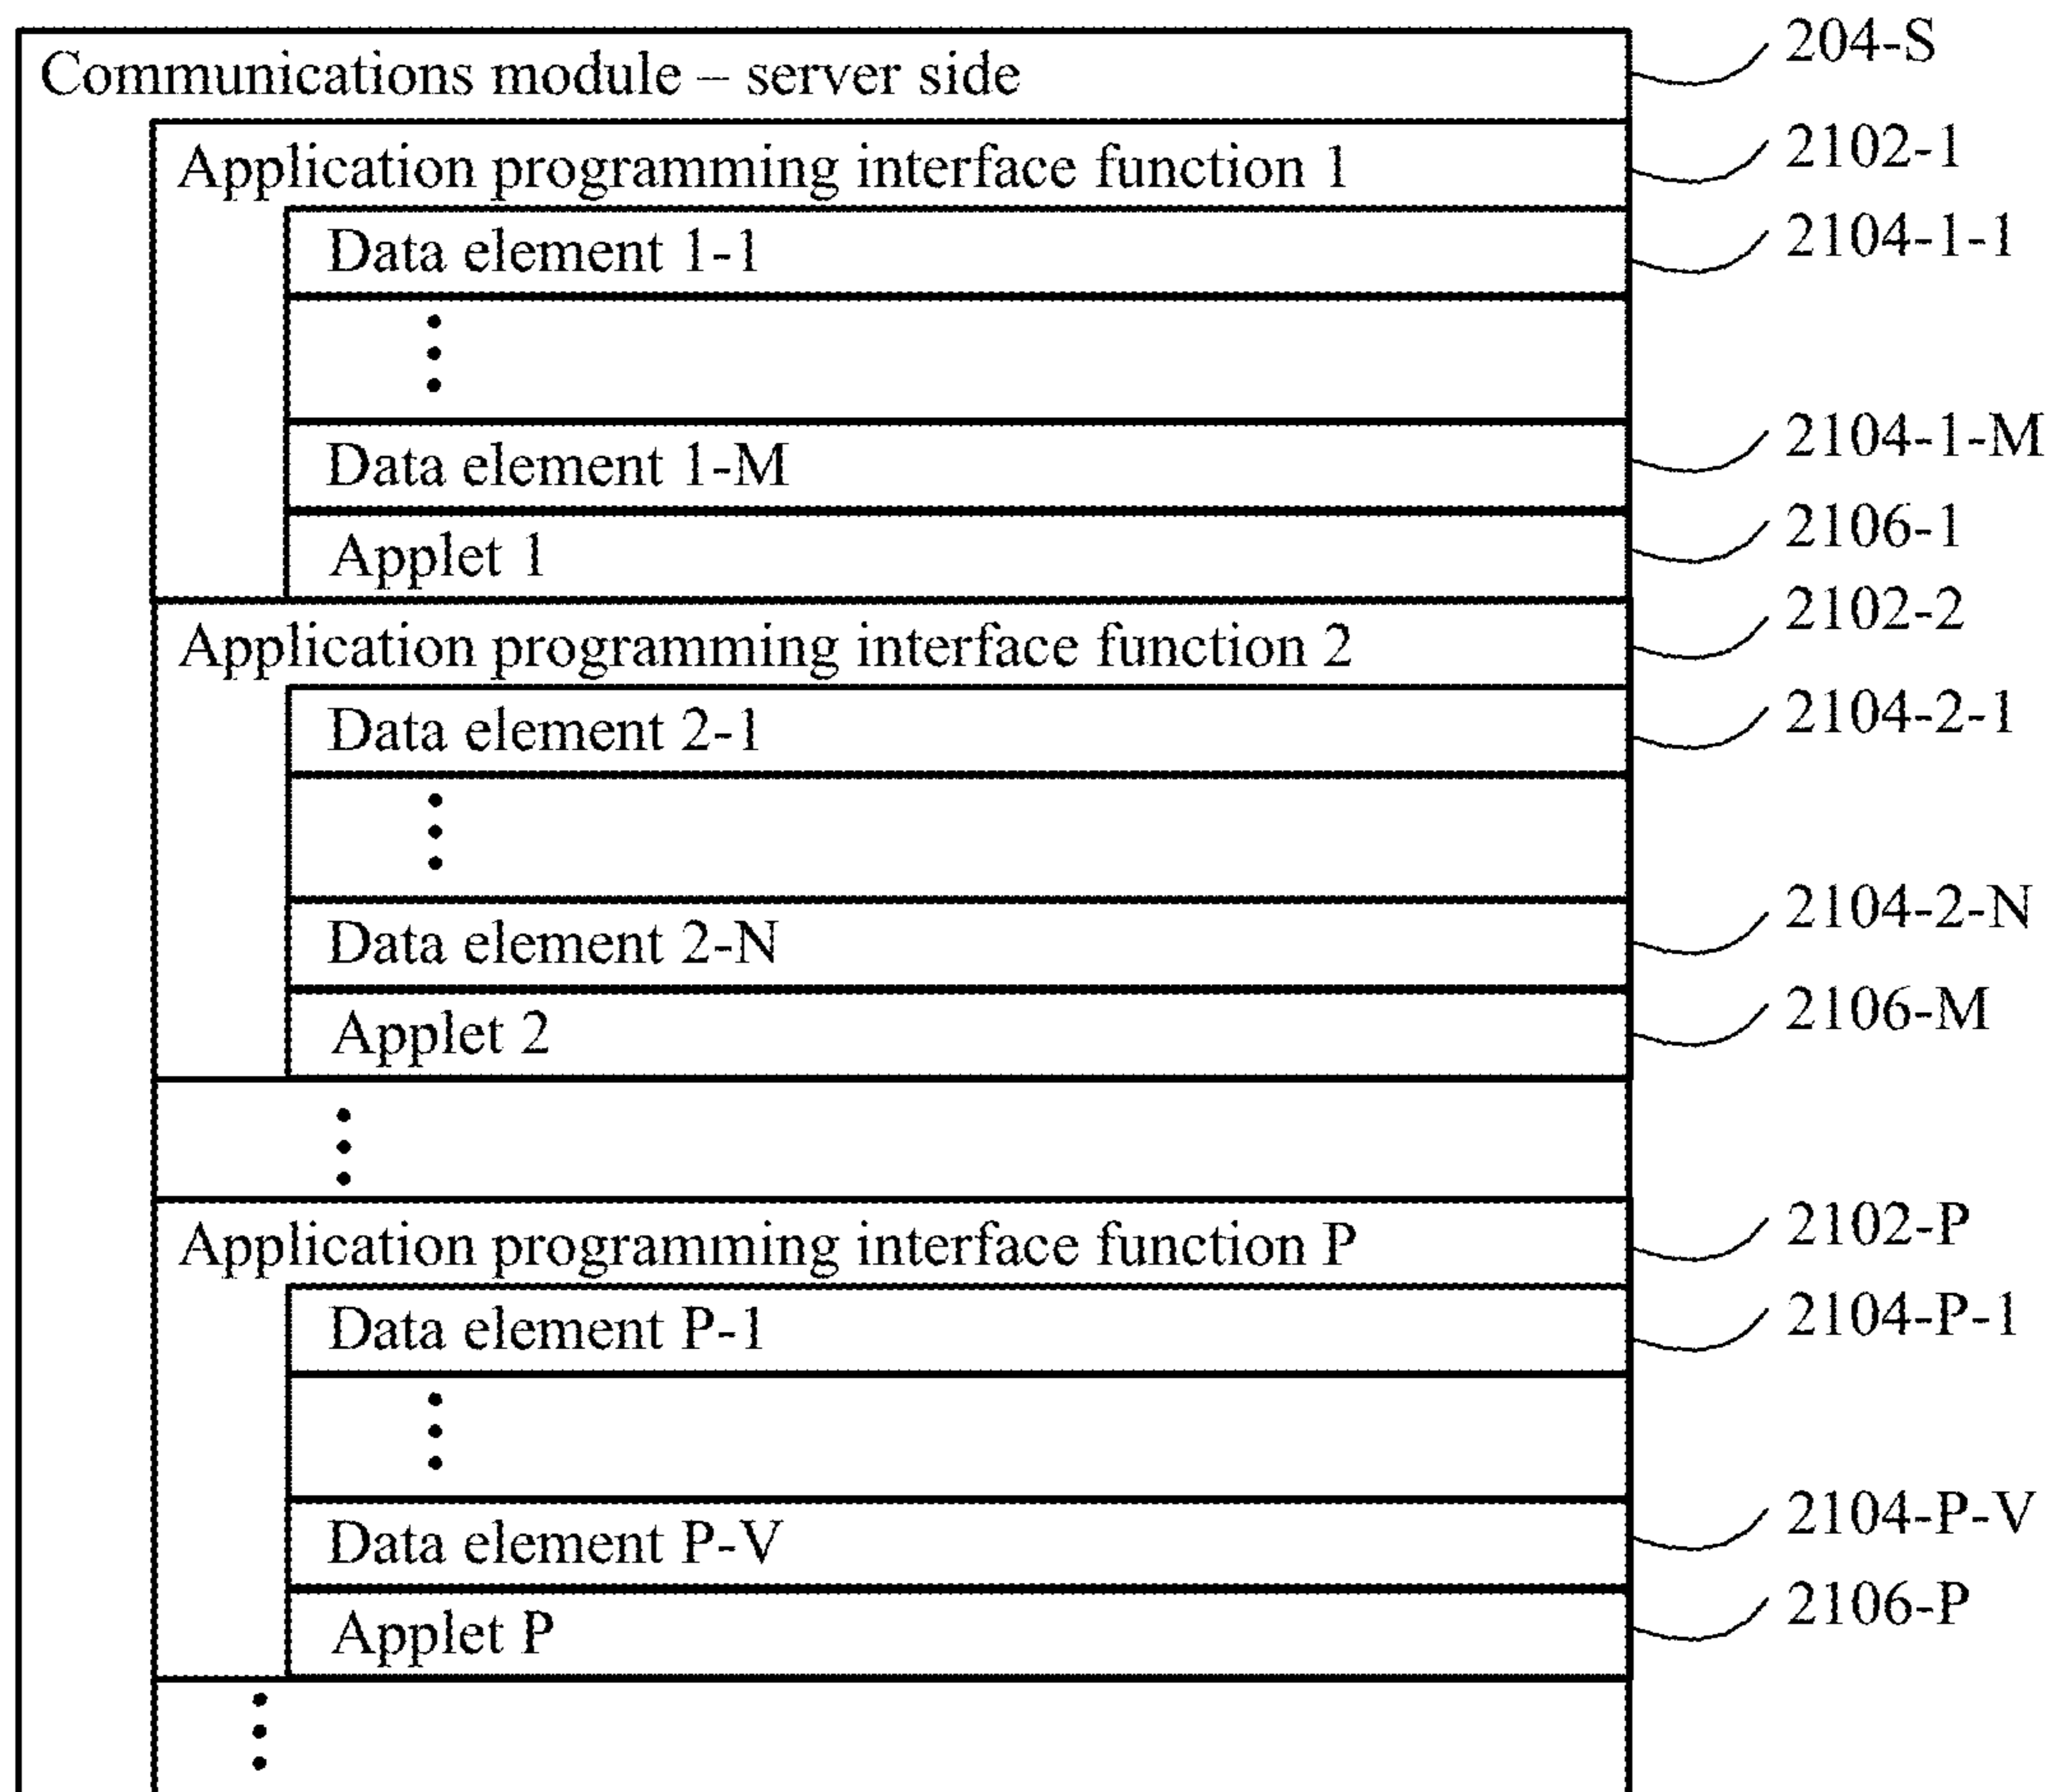 Communications module – server side 204-S
Application programming interface function 1 2102-1
Data element 1-1 2104-1-1
Data element 1-M 2104-1-M
Applet 1 2106-1
Application programming interface function 2 2102-2
Data element 2-1 2104-2-1
Data element 2-N 2104-2-N
Applet 2 2106-M
Application programming interface function P 2102-P
Data element P-1 2104-P-1
Data element P-V 2104-P-V
Applet P 2106-P